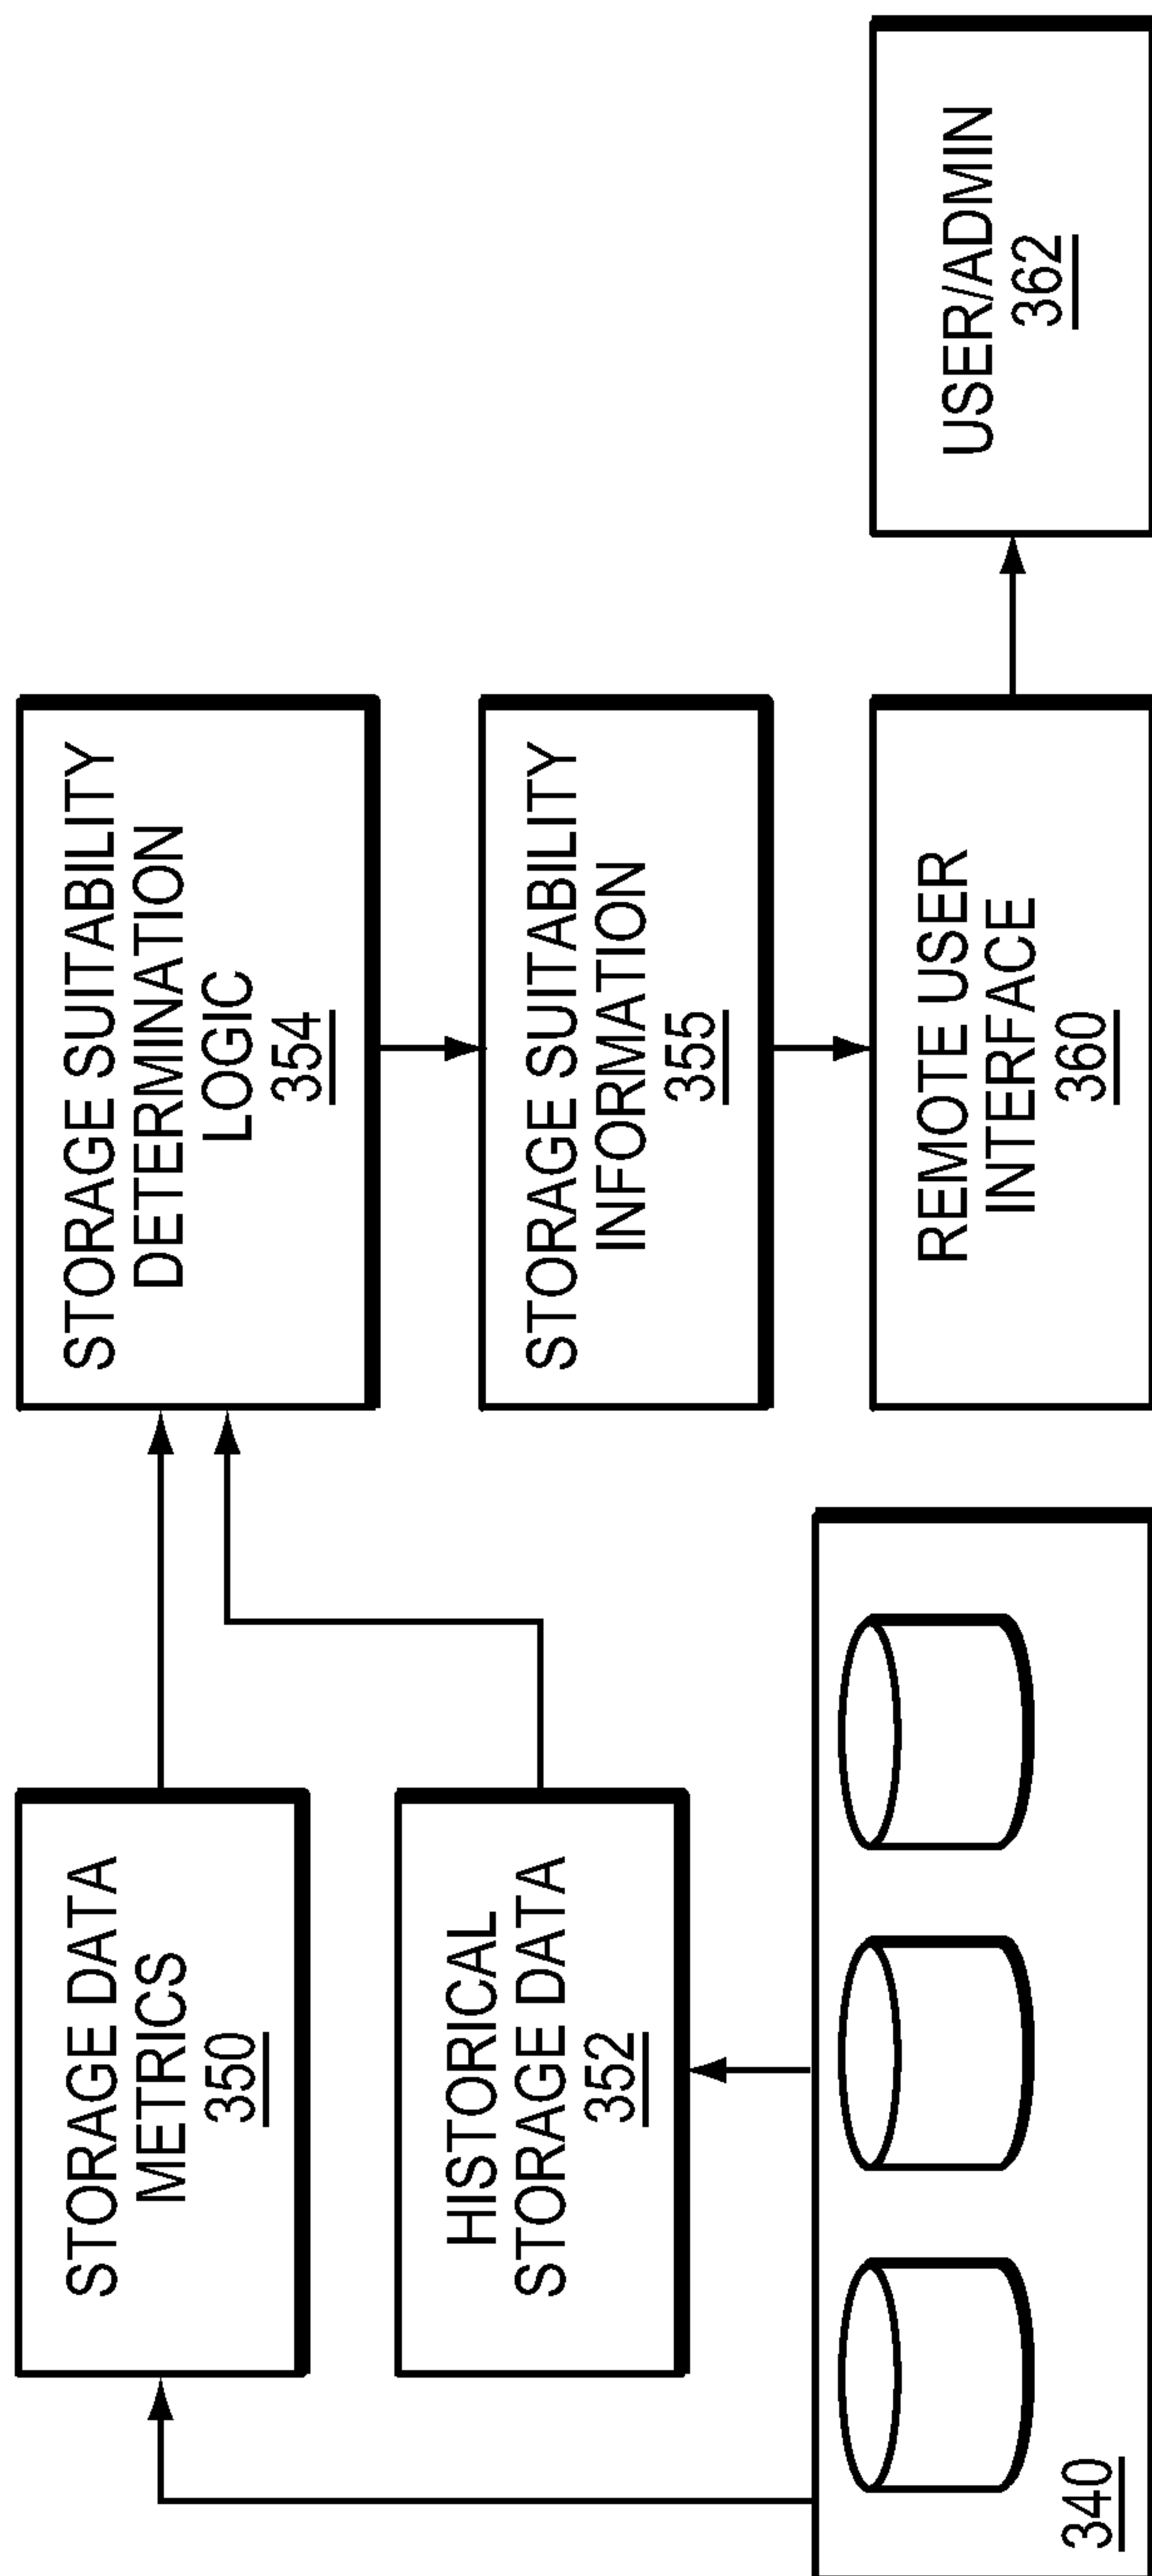 STORAGE DATA
METRICS
350
HISTORICAL
STORAGE DATA
352
340
STORAGE SUITABILITY
DETERMINATION
LOGIC
354
STORAGE SUITABILITY
INFORMATION
355
REMOTE USER
INTERFACE
360
USER/ADMIN
362